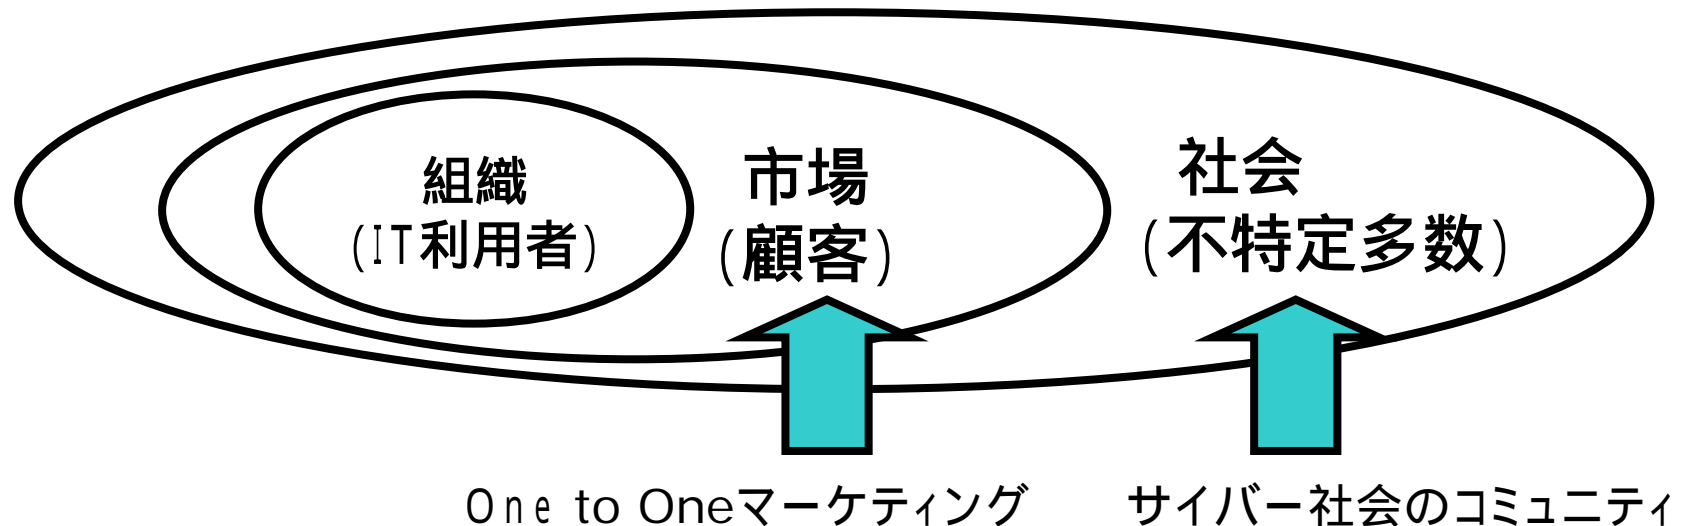 組織
(IT利用者)
市場
(顧客)
社会
(不特定多数)
One to Oneマーケティング
サイバー社会のコミュニティ